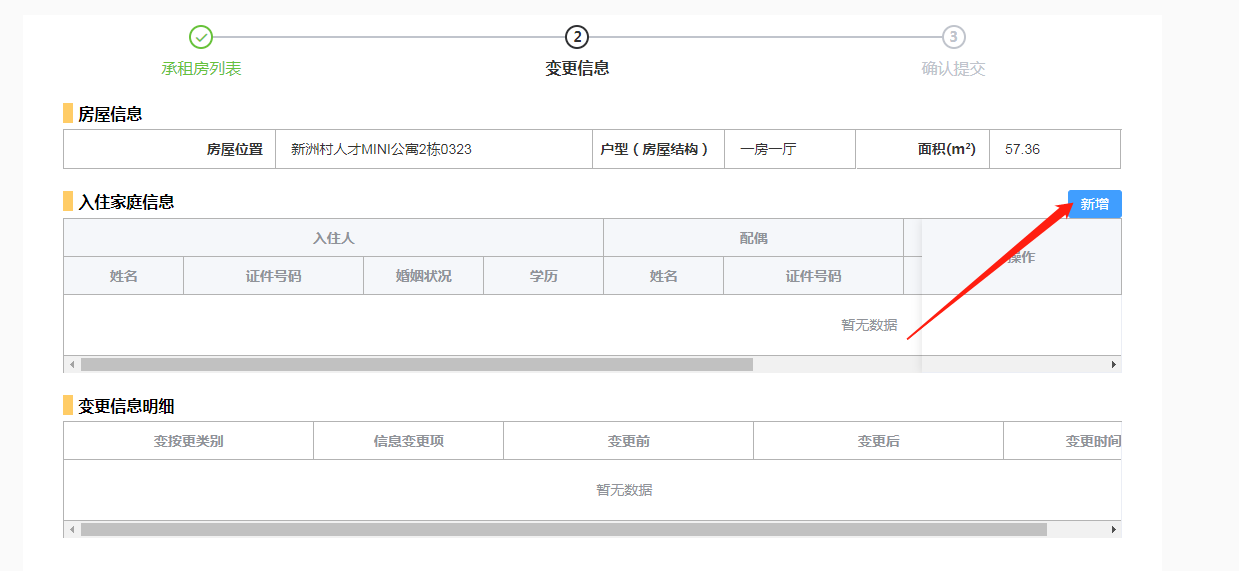 2 3
承租房列表 变更信息 确认提交
房屋信息
房屋位置 新洲村人才MINI公寓2栋0323 户型（房屋结构） 一房一厅 面积(m²) 57.36
入住家庭信息 新增
入住人 配偶 操作
姓名 证件号码 婚姻状况 学历 姓名 证件号码
暂无数据
变更信息明细
变按更类别 信息变更项 变更前 变更后 变更时间
暂无数据